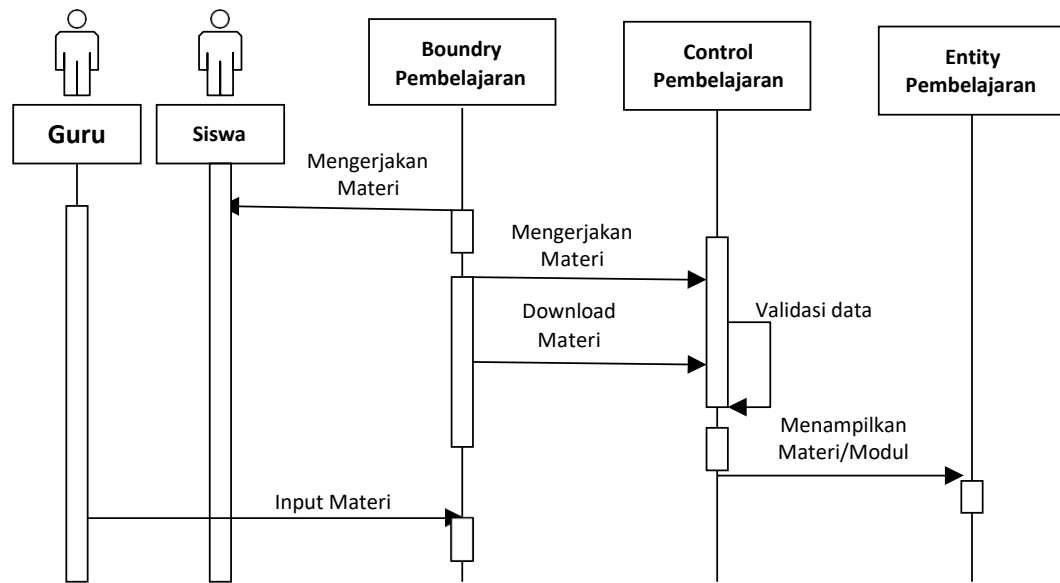 Guru
Siswa
Boundry
Pembelajaran
Control
Pembelajaran
Entity
Pembelajaran
Mengerjakan
Materi
Mengerjakan
Materi
Download
Materi
Validasi data
Menampilkan
Materi/Modul
Input Materi